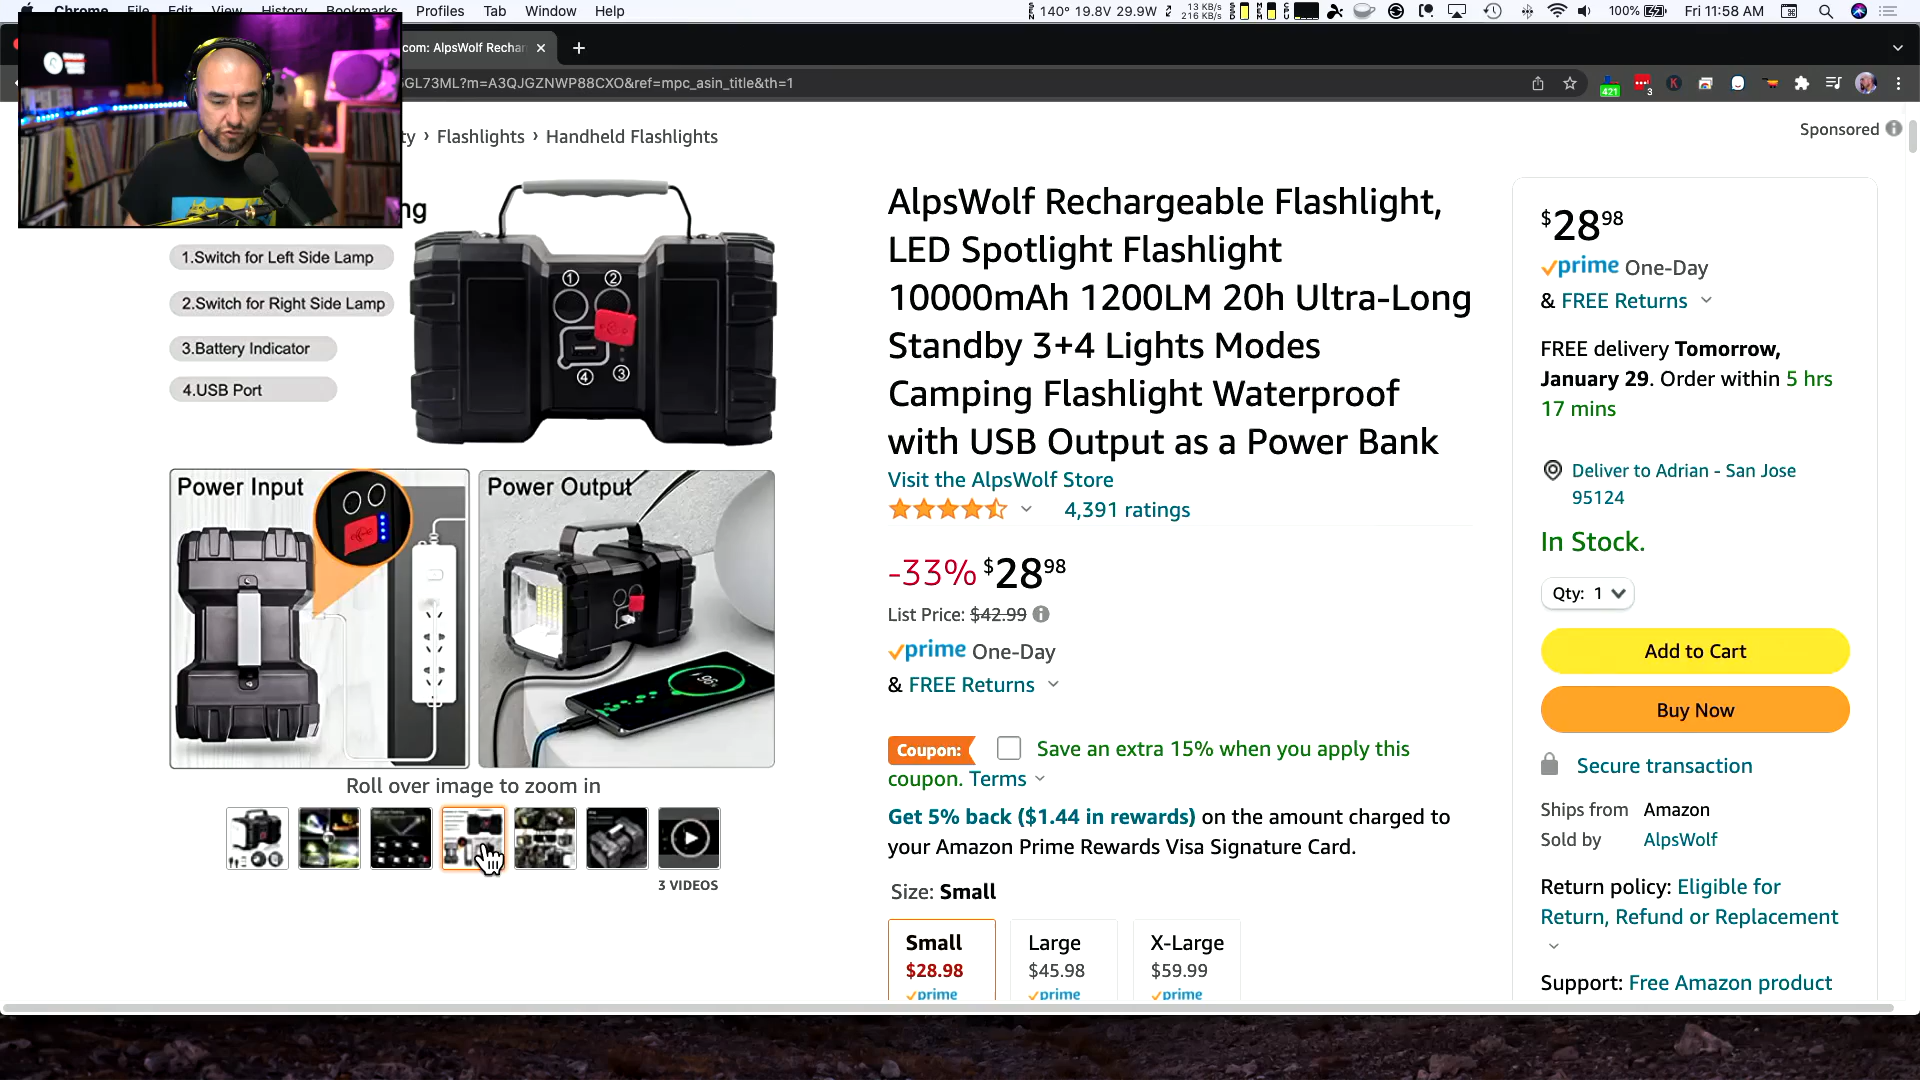 Chrome File Edit View History Bookmarks Profiles Tab Window Help
140° 19.8V 29.9W
13 KB/s
216 KB/s
100%
Fri 11:58 AM
com: AlpsWolf Rechar
GL73ML?m=A3QJGZNWP88CXO&ref=mpc_asin_title&th=1
421
3
ty › Flashlights › Handheld Flashlights
Sponsored
ng
1.Switch for Left Side Lamp
2.Switch for Right Side Lamp
3.Battery Indicator
4.USB Port
1 2
4 3
Power Input
Power Output
96
Roll over image to zoom in
3 VIDEOS
AlpsWolf Rechargeable Flashlight,
LED Spotlight Flashlight
10000mAh 1200LM 20h Ultra-Long
Standby 3+4 Lights Modes
Camping Flashlight Waterproof
with USB Output as a Power Bank
Visit the AlpsWolf Store
4,391 ratings
-33% $28.98
List Price: $42.99
prime One-Day
& FREE Returns
Coupon: Save an extra 15% when you apply this
coupon. Terms
Get 5% back ($1.44 in rewards) on the amount charged to
your Amazon Prime Rewards Visa Signature Card.
Size: Small
Small Large X-Large
$28.98 $45.98 $59.99
prime prime prime
$28.98
prime One-Day
& FREE Returns
FREE delivery Tomorrow,
January 29. Order within 5 hrs
17 mins
Deliver to Adrian - San Jose
95124
In Stock.
Qty: 1
Add to Cart
Buy Now
Secure transaction
Ships from Amazon
Sold by AlpsWolf
Return policy: Eligible for
Return, Refund or Replacement
Support: Free Amazon product